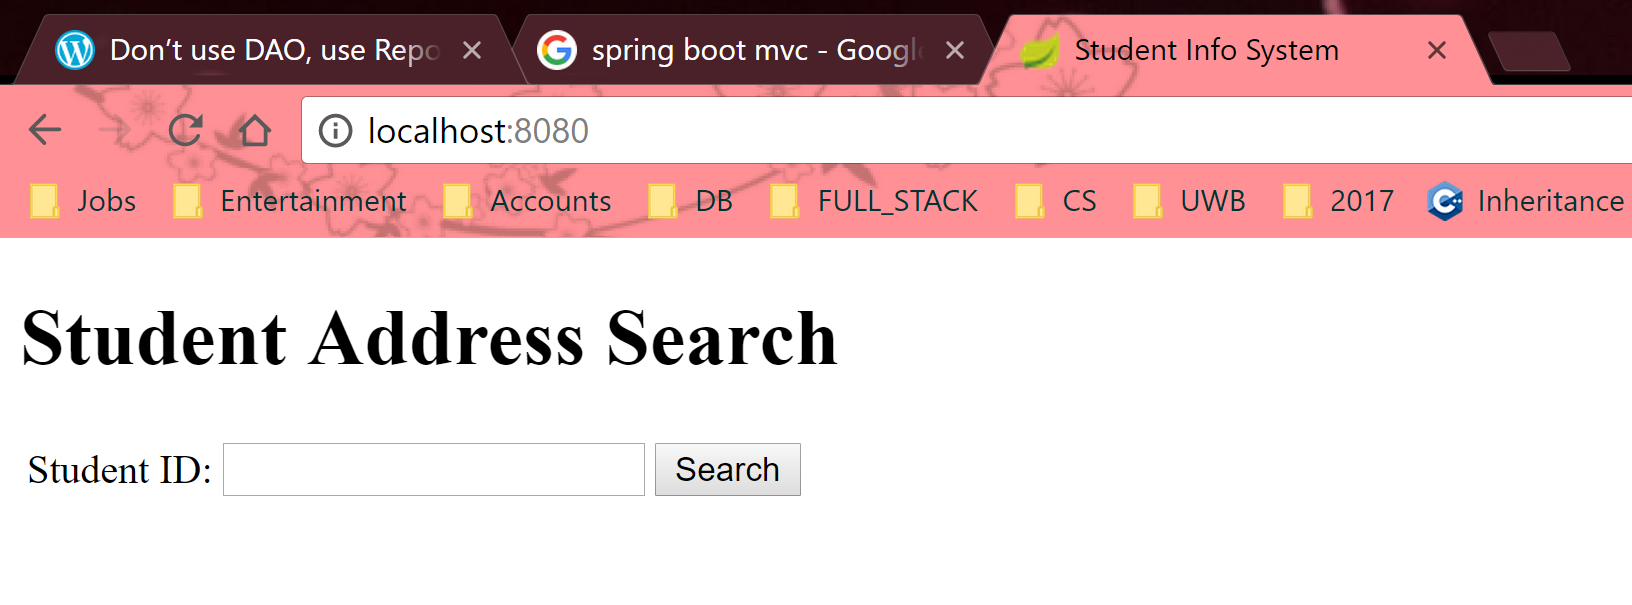 Don’t use DAO, use Repo
spring boot mvc - Google
Student Info System
localhost:8080
Jobs Entertainment Accounts DB FULL_STACK CS UWB 2017 Inheritance
Student Address Search
Student ID: Search